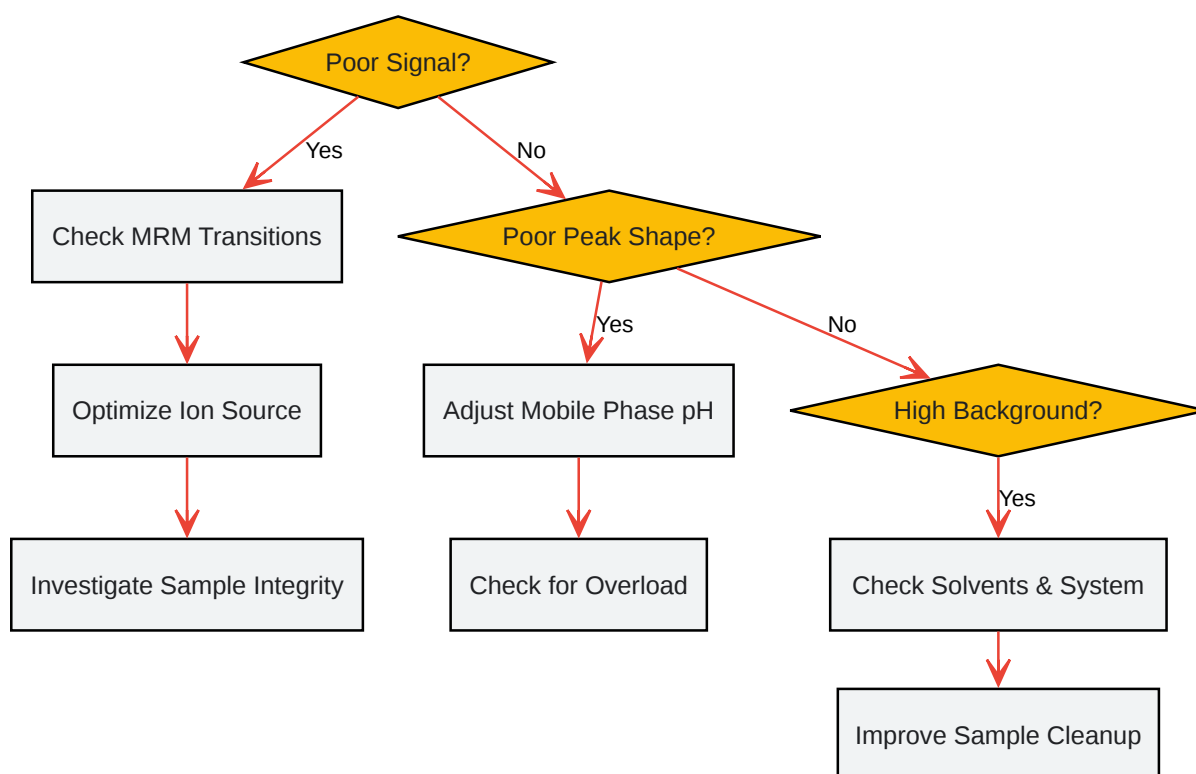 Poor Signal?
Yes
No
Check MRM Transitions
Poor Peak Shape?
Yes
No
Optimize Ion Source
Adjust Mobile Phase pH
High Background?
Yes
Investigate Sample Integrity
Check for Overload
Check Solvents & System
Improve Sample Cleanup